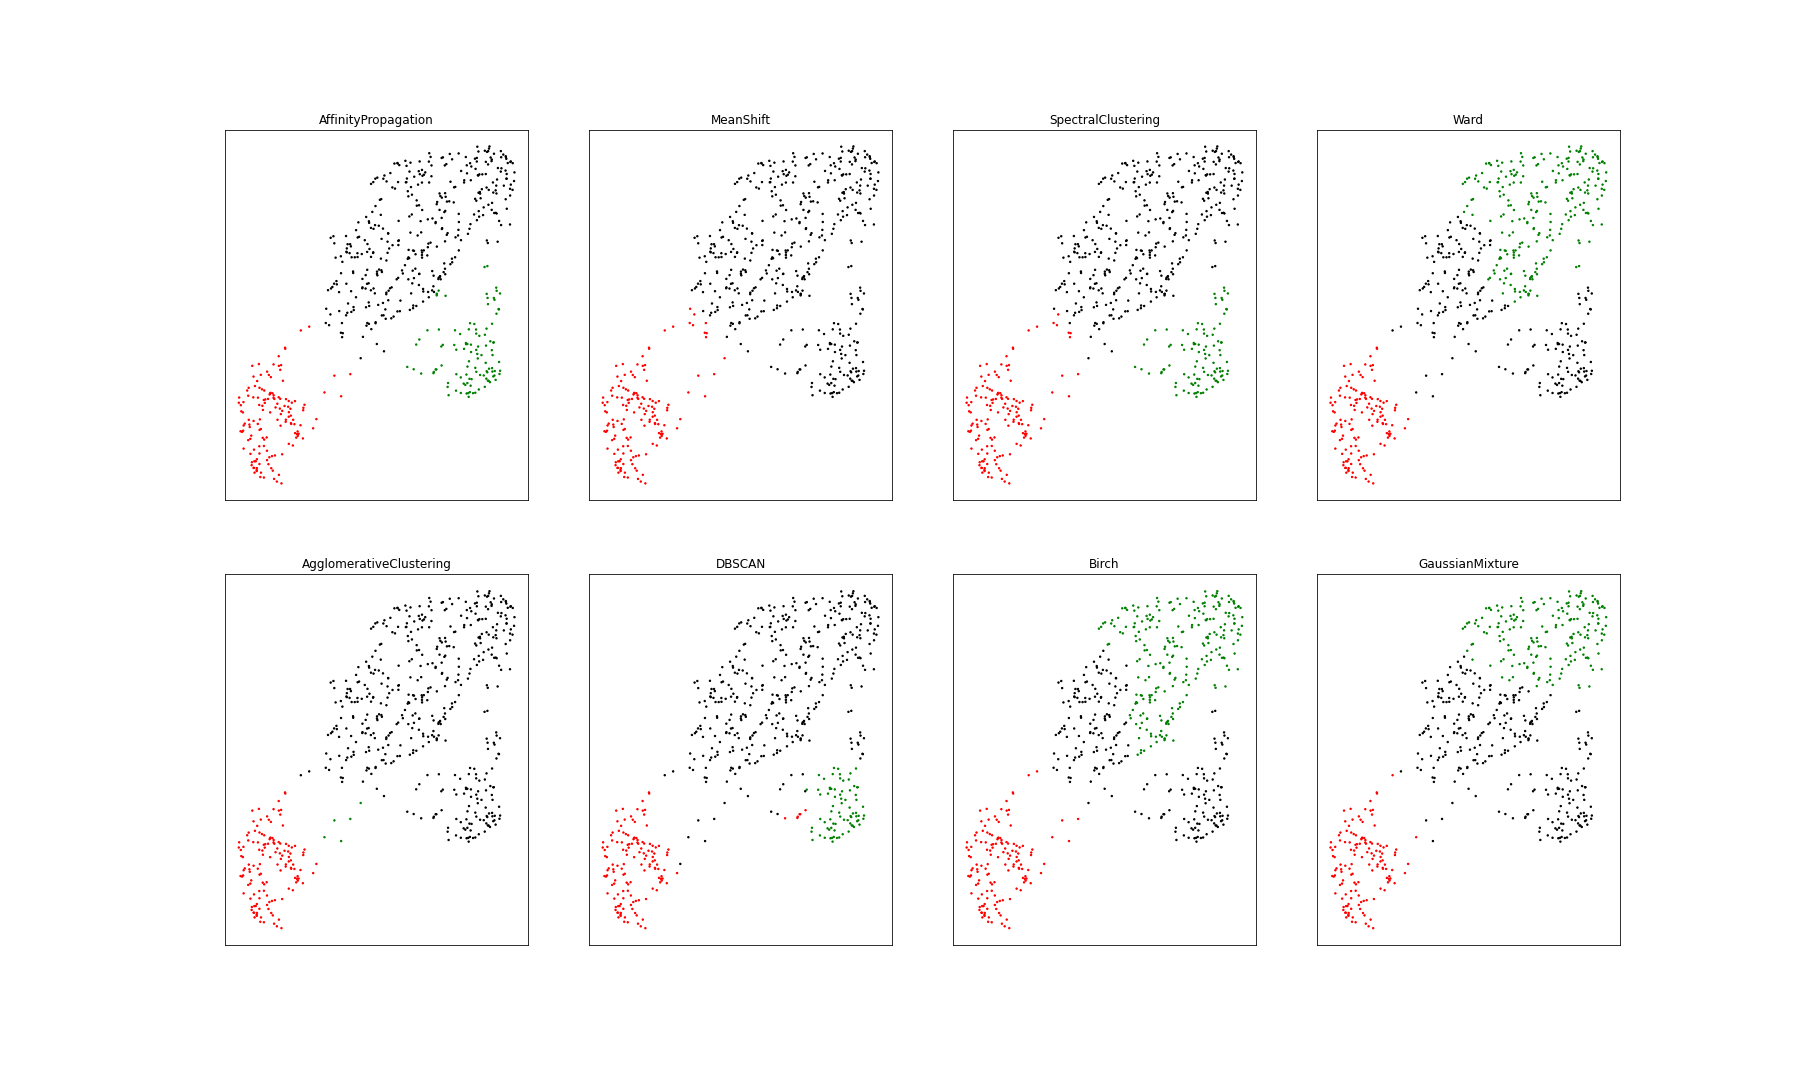 AffinityPropagation
MeanShift
SpectralClustering
Ward
AgglomerativeClustering
DBSCAN
Birch
GaussianMixture